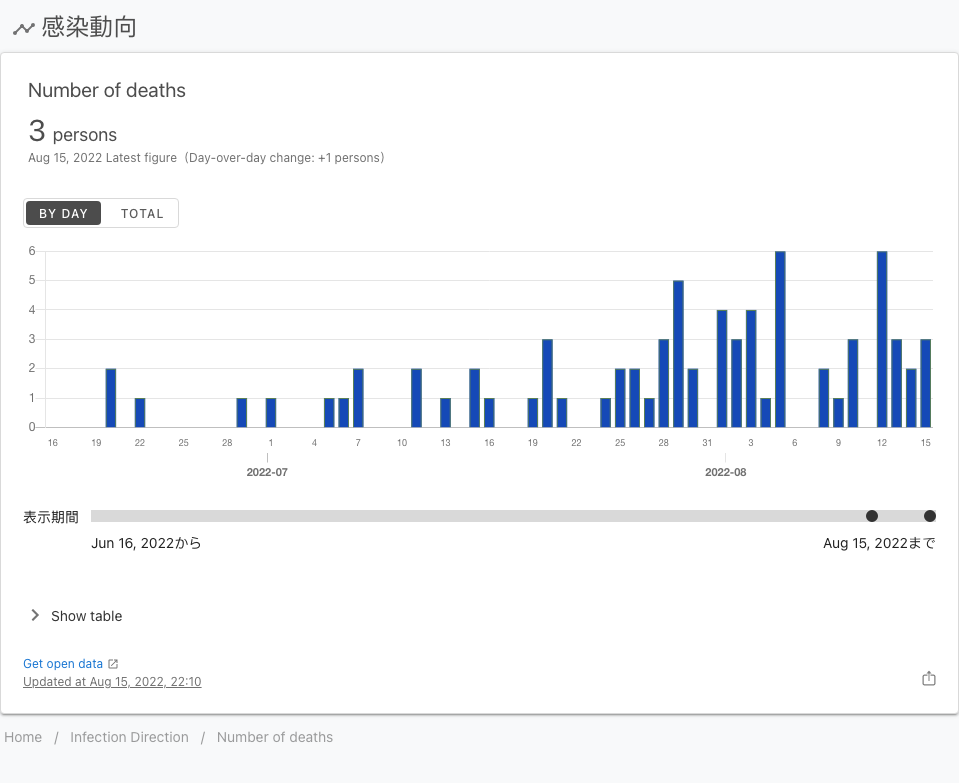 感染動向
Number of deaths
3 persons
Aug 15, 2022 Latest figure (Day-over-day change: +1 persons)
BY DAY TOTAL
6
5
4
3
2
1
0
16 19 22 25 28 1 4 7 10 13 16 19 22 25 28 31 3 6 9 12 15
2022-07 2022-08
表示期間
Jun 16, 2022から Aug 15, 2022まで
Show table
Get open data
Updated at Aug 15, 2022, 22:10
Home / Infection Direction / Number of deaths